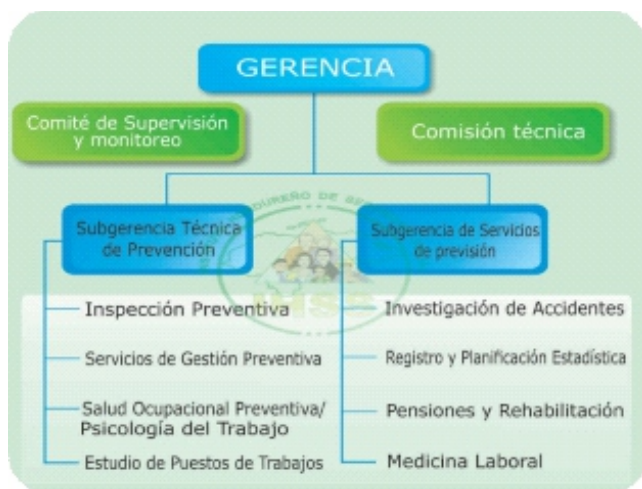 GERENCIA
Comité de Supervisión
y monitoreo
Comisión técnica
Subgerencia Técnica
de Prevención
Subgerencia de Servicios
de previsión
Inspección Preventiva
Servicios de Gestión Preventiva
Salud Ocupacional Preventiva/
Psicología del Trabajo
Estudio de Puestos de Trabajos
Investigación de Accidentes
Registro y Planificación Estadística
Pensiones y Rehabilitación
Medicina Laboral
IHSS